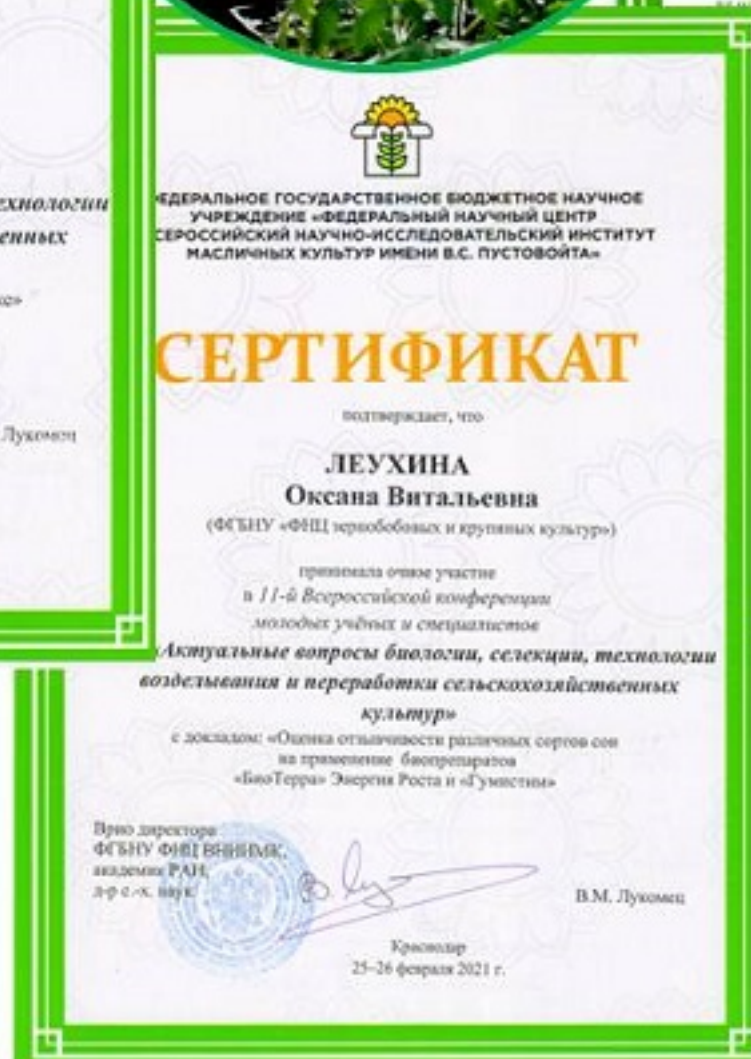 ехнологии
енных
Лукомец
ЕДЕРАЛЬНОЕ ГОСУДАРСТВЕННОЕ БЮДЖЕТНОЕ НАУЧНОЕ
УЧРЕЖДЕНИЕ «ФЕДЕРАЛЬНЫЙ НАУЧНЫЙ ЦЕНТР
СЕРОССИЙСКИЙ НАУЧНО-ИССЛЕДОВАТЕЛЬСКИЙ ИНСТИТУТ
МАСЛИЧНЫХ КУЛЬТУР ИМЕНИ В.С. ПУСТОВОЙТА»
СЕРТИФИКАТ
подтверждает, что
ЛЕУХИНА
Оксана Витальевна
(ФГБНУ «ФНЦ зернобобовых и крупяных культур»)
принимала очное участие
в 11-й Всероссийской конференции
молодых учёных и специалистов
«Актуальные вопросы биологии, селекции, технологии
возделывания и переработки сельскохозяйственных
культур»
с докладом: «Оценка отзывчивости различных сортов сои
на применение биопрепаратов
«БиоТерра» Энергия Роста и «Гумистим»
Врио директора
ФГБНУ ФНЦ ВНИИМК,
академик РАН,
д-р с.-х. наук
В.М. Лукомец
Краснодар
25–26 февраля 2021 г.